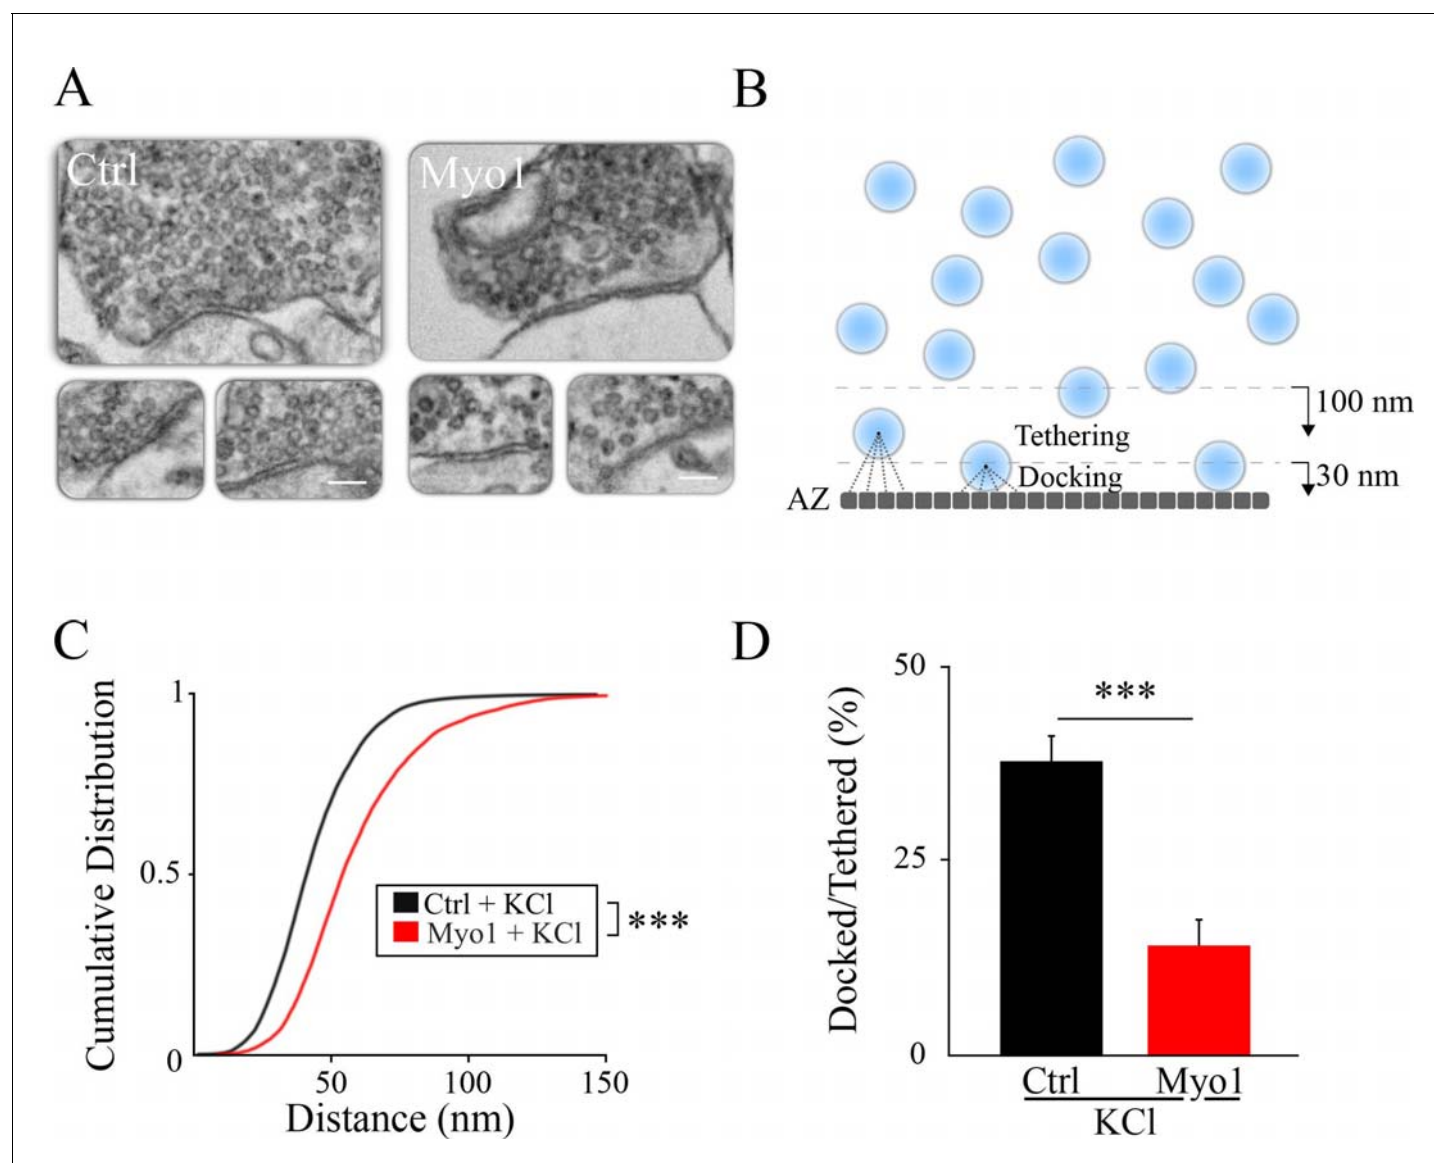 A
Ctrl
Myo1
B
100 nm
Tethering
Docking
30 nm
AZ
C
Cumulative Distribution
1
0.5
0
50
100
150
Distance (nm)
Ctrl + KCl
Myo1 + KCl
***
D
Docked/Tethered (%)
50
25
0
***
Ctrl
Myo1
KCl